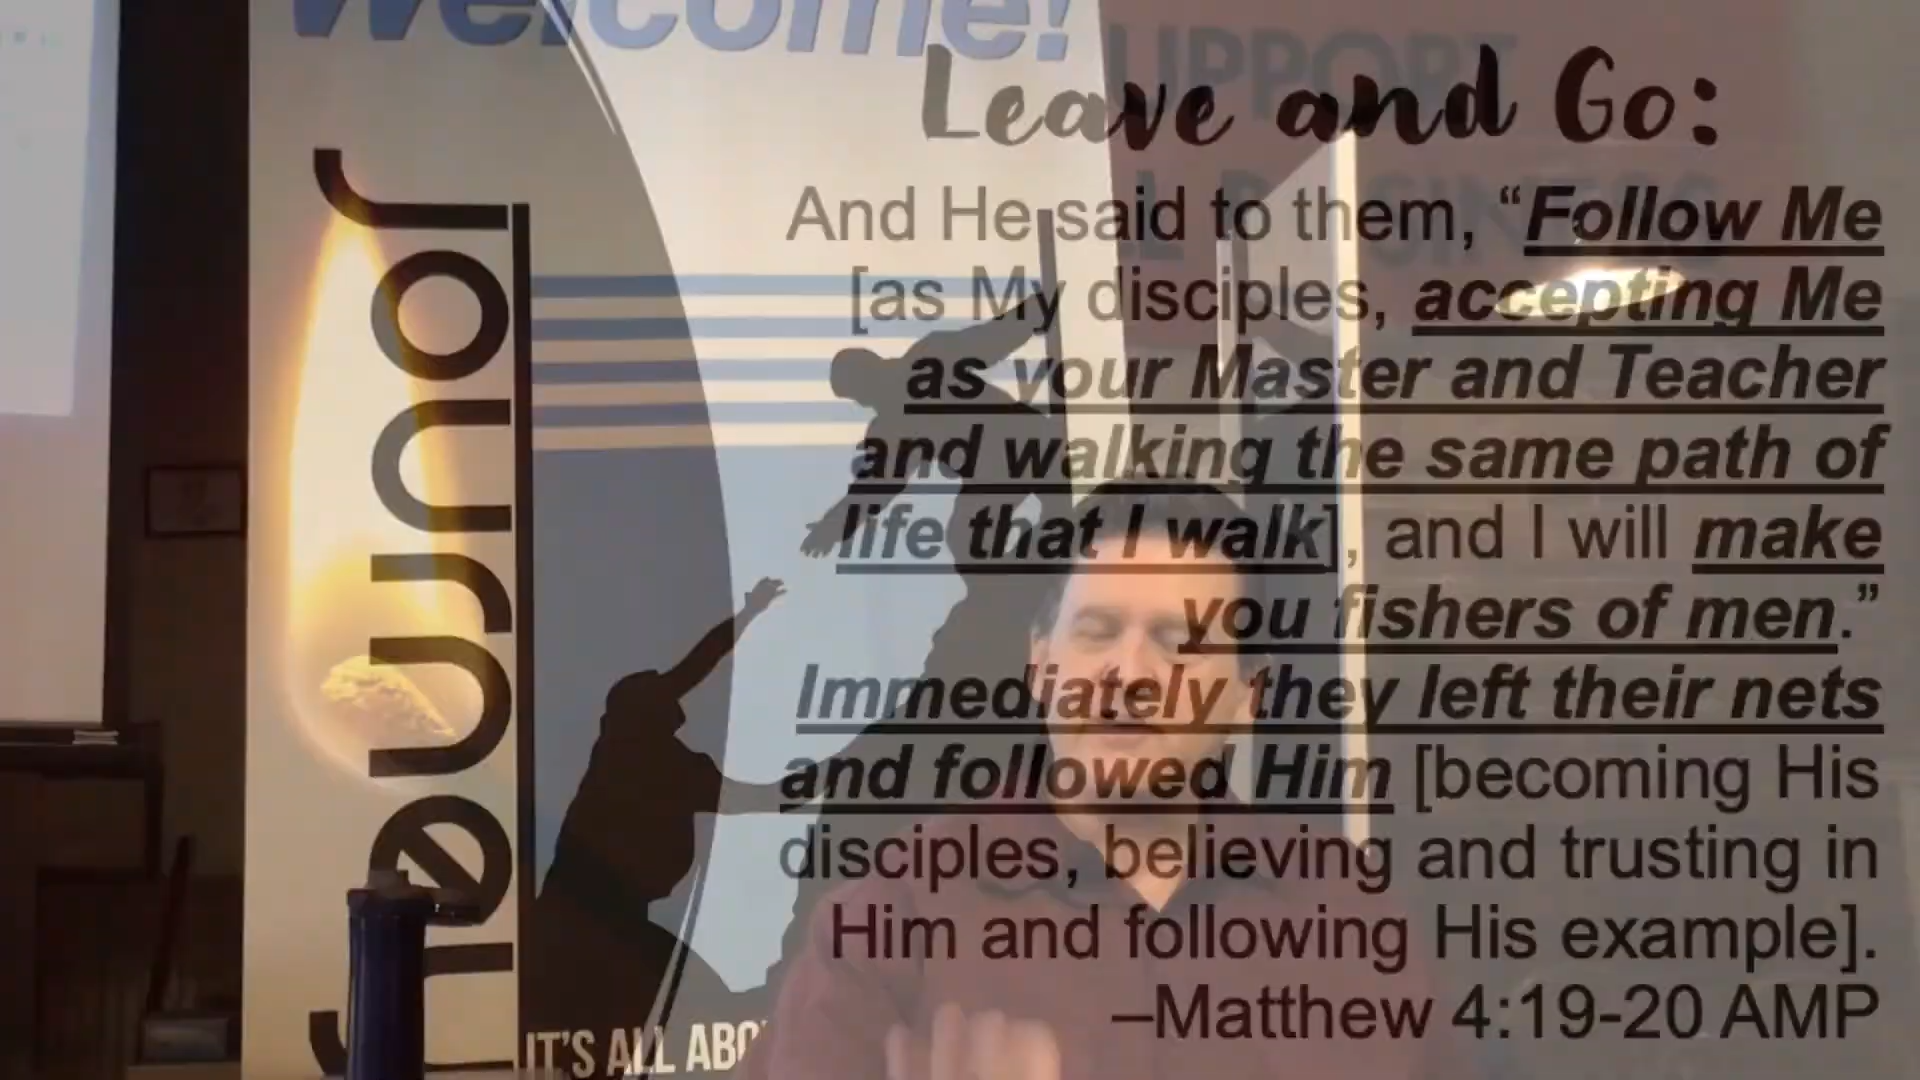 Welcome!
UPPORT
Leave and Go:
And He said to them, “Follow Me
[as My disciples, accepting Me
as your Master and Teacher
and walking the same path of
life that I walk], and I will make
you fishers of men.”
Immediately they left their nets
and followed Him [becoming His
disciples, believing and trusting in
Him and following His example].
–Matthew 4:19-20 AMP
Journey
IT'S ALL ABO